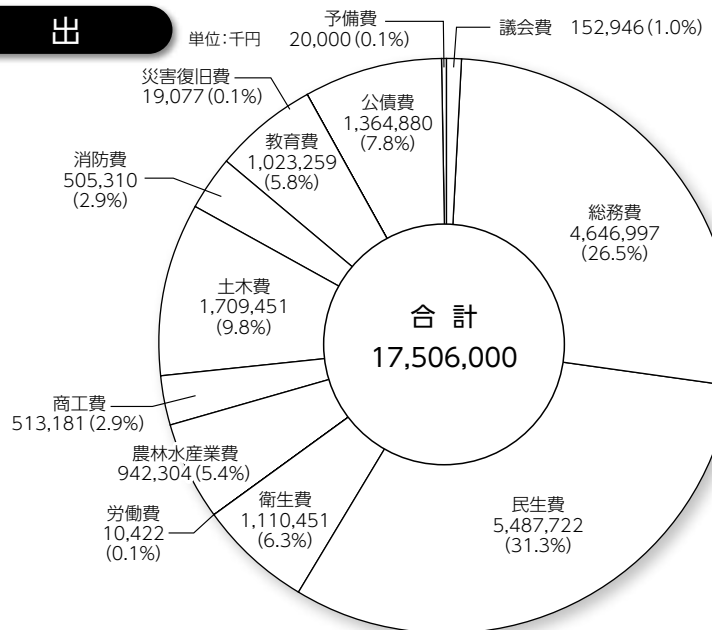 出
単位：千円
予備費
20,000(0.1%)
議会費 152,946(1.0%)
総務費
4,646,997
(26.5%)
民生費
5,487,722
(31.3%)
衛生費
1,110,451
(6.3%)
労働費
10,422
(0.1%)
農林水産業費
942,304(5.4%)
商工費
513,181(2.9%)
土木費
1,709,451
(9.8%)
消防費
505,310
(2.9%)
教育費
1,023,259
(5.8%)
災害復旧費
19,077(0.1%)
公債費
1,364,880
(7.8%)
合 計
17,506,000